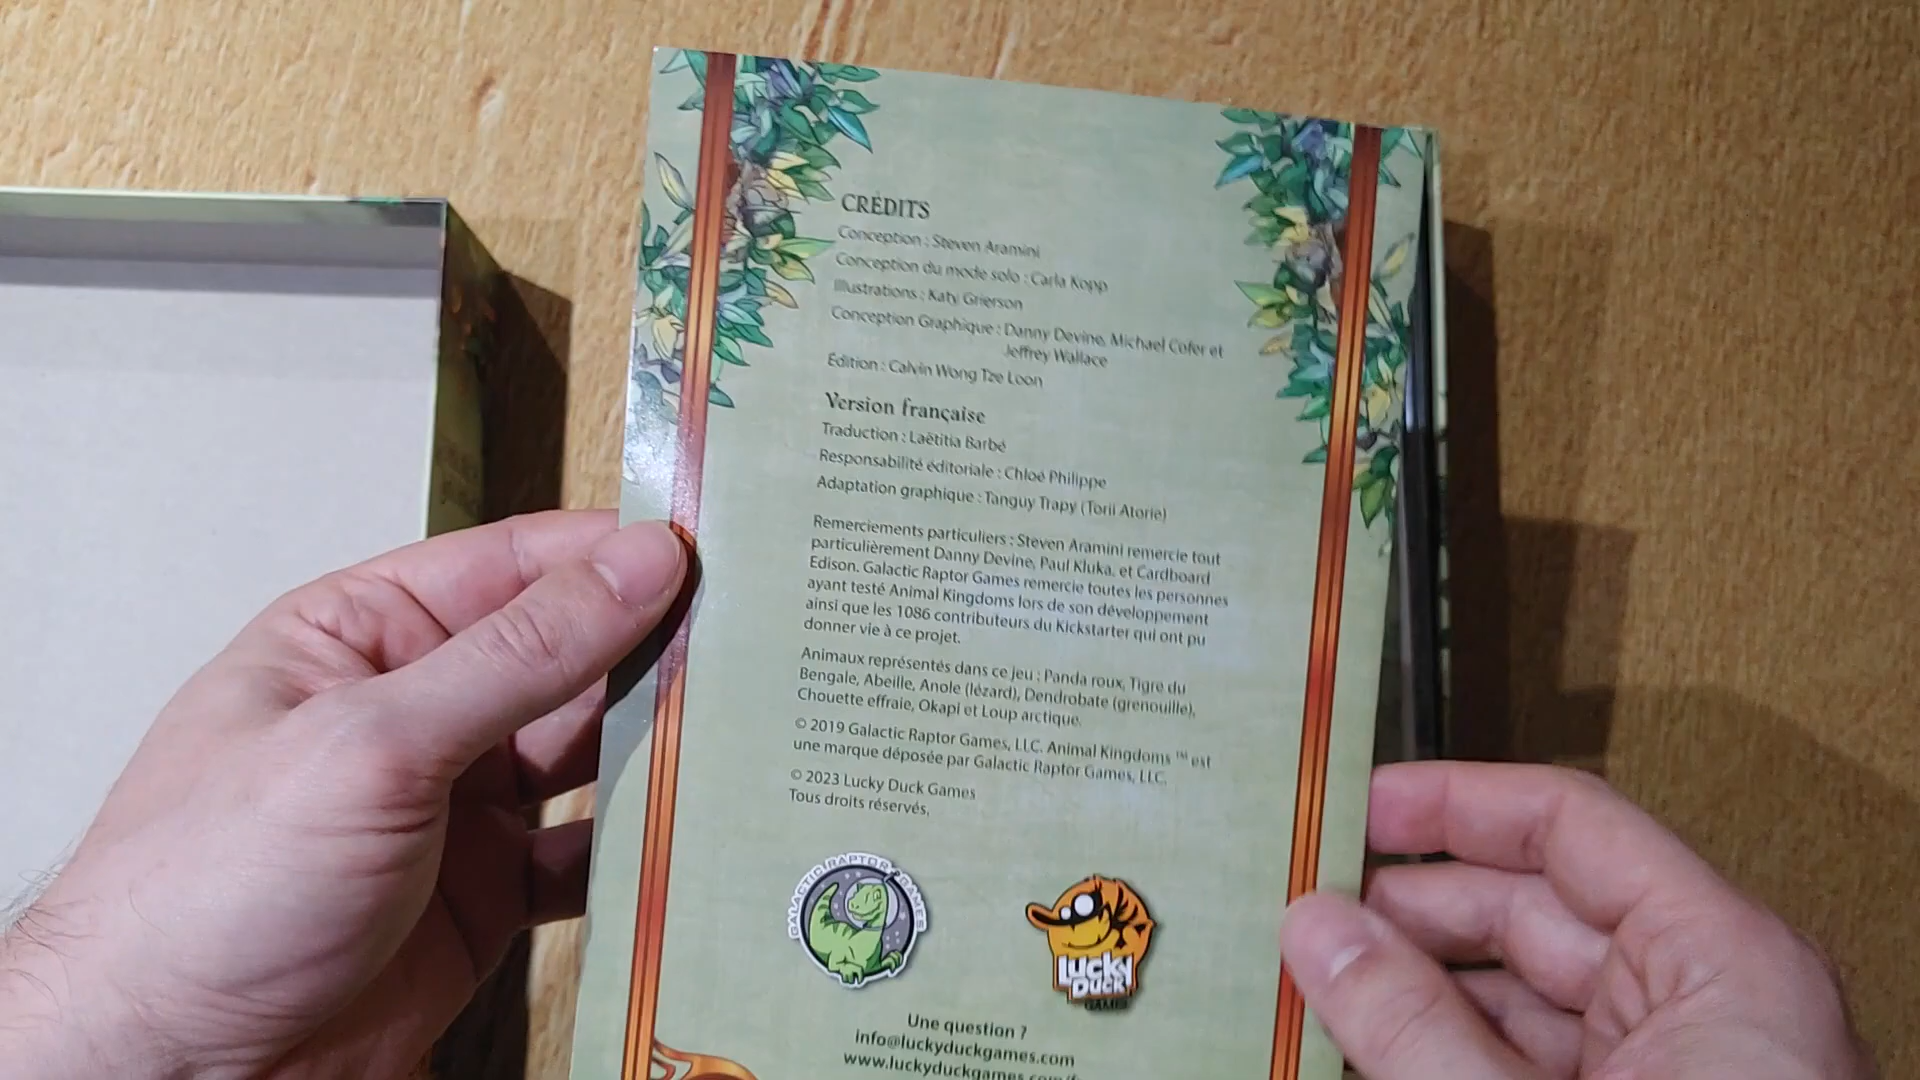 CRÉDITS
Conception : Steven Aramini
Conception du mode solo : Carla Kopp
Illustrations : Katy Grierson
Conception Graphique : Danny Devine, Michael Cofer et
Jeffrey Wallace
Édition : Calvin Wong Tze Loon
Version française
Traduction : Laëtitia Barbé
Responsabilité éditoriale : Chloé Philippe
Adaptation graphique : Tanguy Trapy (Torii Atorie)
Remerciements particuliers : Steven Aramini remercie tout
particulièrement Danny Devine, Paul Kluka, et Cardboard
Edison. Galactic Raptor Games remercie toutes les personnes
ayant testé Animal Kingdoms lors de son développement
ainsi que les 1086 contributeurs du Kickstarter qui ont pu
donner vie à ce projet.
Animaux représentés dans ce jeu : Panda roux, Tigre du
Bengale, Abeille, Anole (lézard), Dendrobate (grenouille),
Chouette effraie, Okapi et Loup arctique.
© 2019 Galactic Raptor Games, LLC. Animal Kingdoms ™ est
une marque déposée par Galactic Raptor Games, LLC.
© 2023 Lucky Duck Games
Tous droits réservés.
GALACTIC RAPTOR GAMES
LUCKY
DUCK
GAMES
Une question ?
info@luckyduckgames.com
www.luckyduckgames.com/f